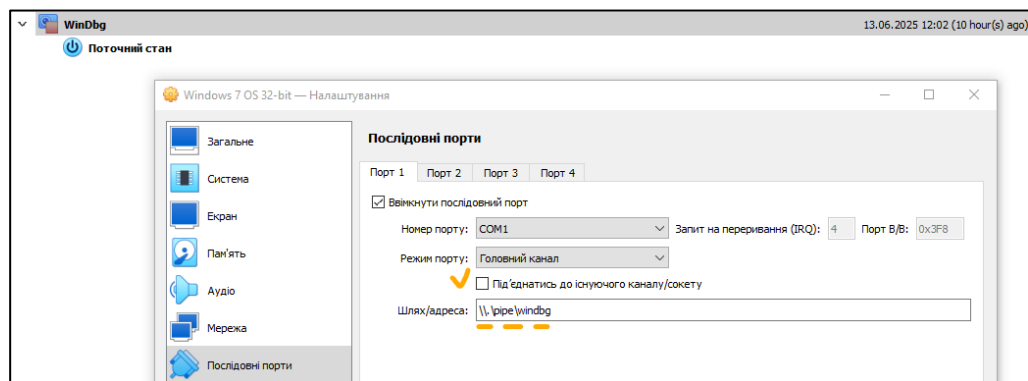 WinDbg 13.06.2025 12:02 (10 hour(s) ago)
Поточний стан
Windows 7 OS 32-bit — Налаштування
Загальне
Система
Екран
Пам'ять
Аудіо
Мережа
Послідовні порти
Послідовні порти
Порт 1 Порт 2 Порт 3 Порт 4
Ввімкнути послідовний порт
Номер порту: COM1 Запит на переривання (IRQ): 4 Порт В/В: 0x3F8
Режим порту: Головний канал
Під’єднатись до існуючого каналу/сокету
Шлях/адреса: \\.\pipe\windbg